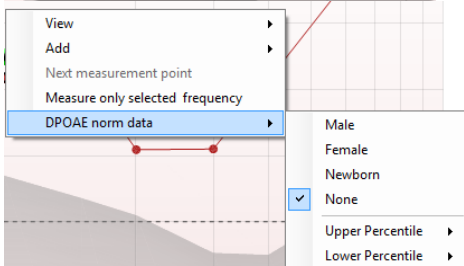 View
Add
Next measurement point
Measure only selected frequency
DPOAE norm data
Male
Female
Newborn
None
Upper Percentile
Lower Percentile